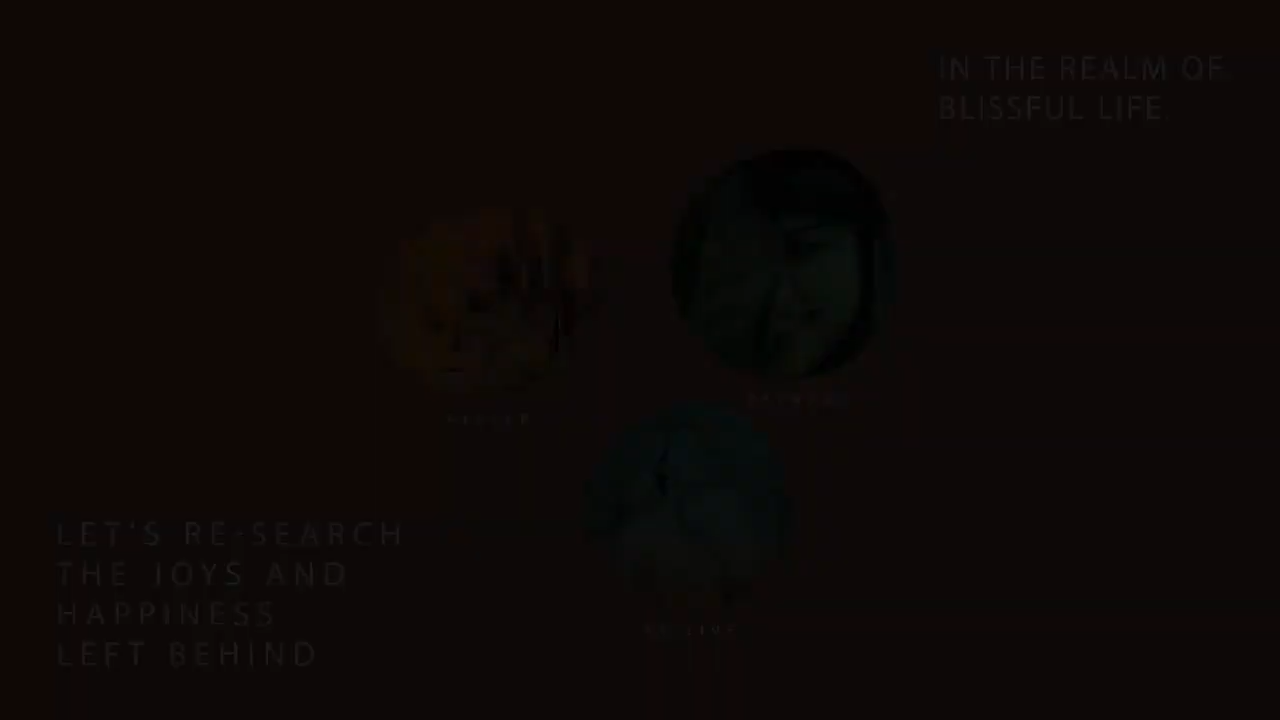 IN THE REALM OF
BLISSFUL LIFE.
LET'S RE-SEARCH
THE JOYS AND
HAPPINESS
LEFT BEHIND